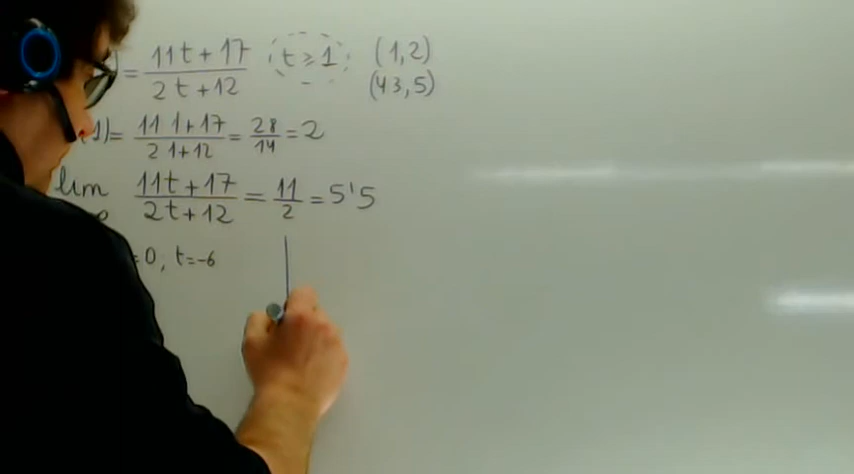 ) = 11t+17 / 2t+12 t ≥ 1 (1,2)
(43,5)
1) = 11 1+17 / 2 1+12 = 28/14 = 2
lim 11t+17 / 2t+12 = 11/2 = 5'5
=0, t=-6